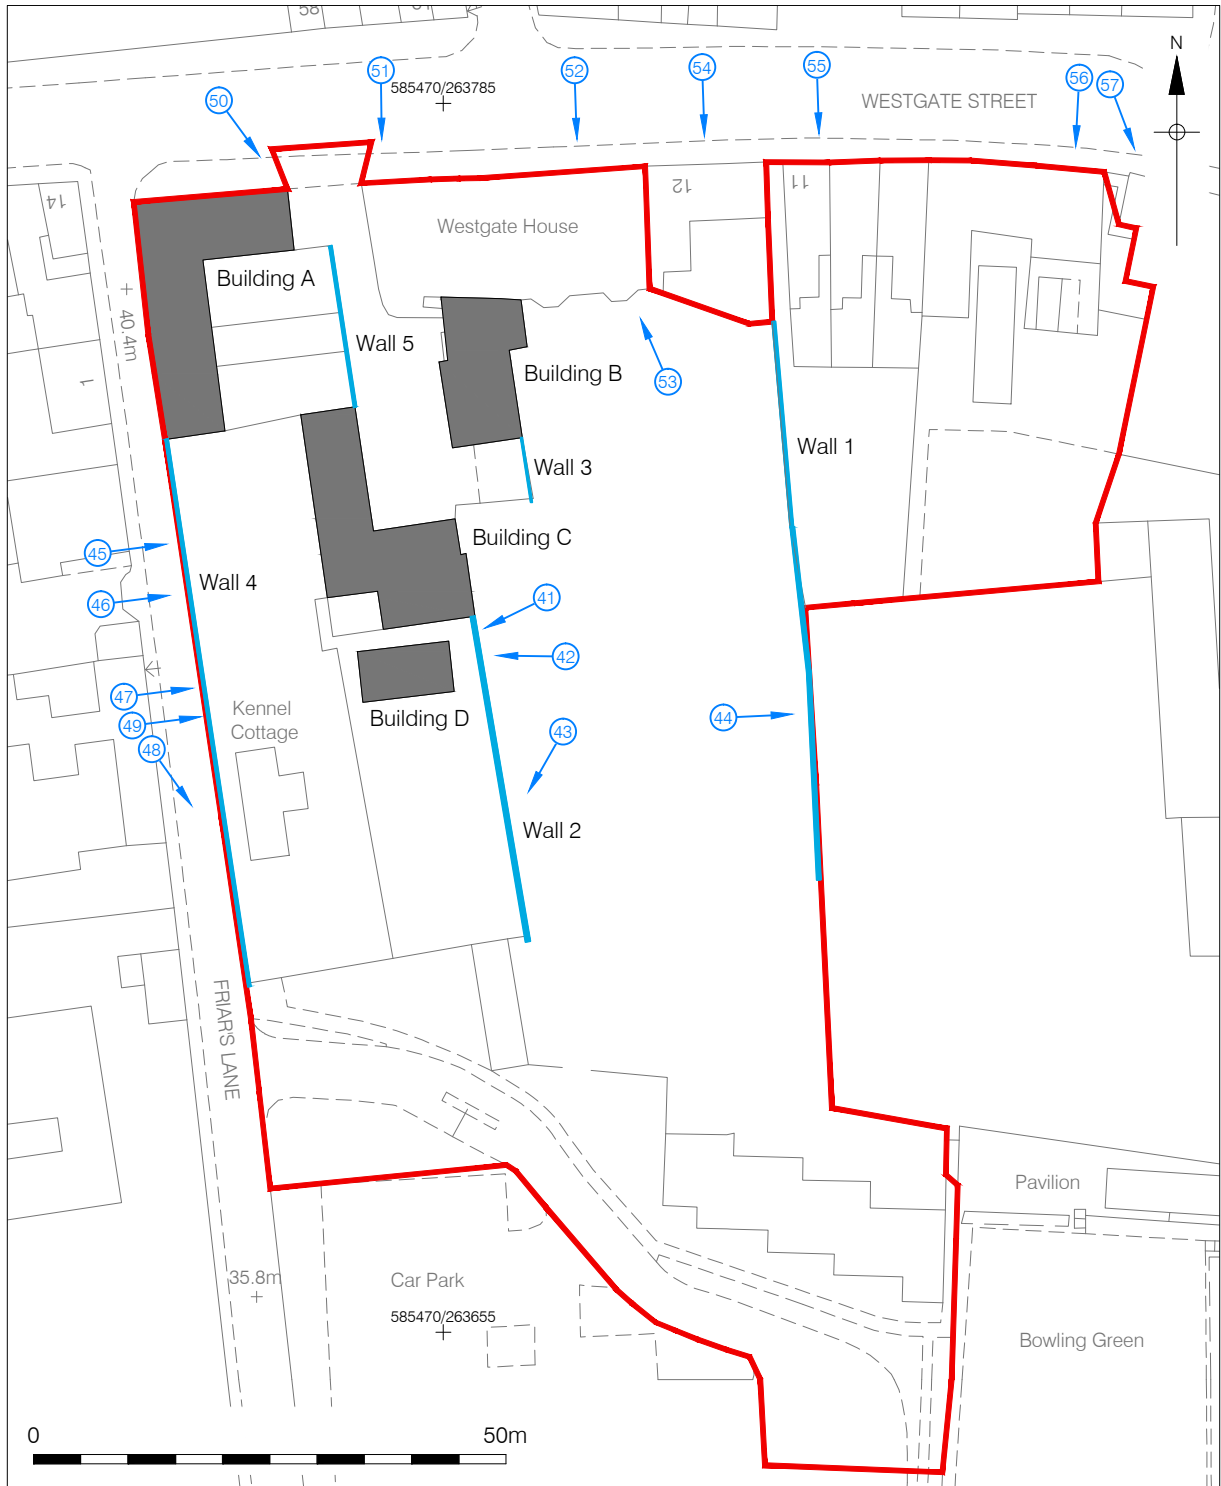 58
51
585470/263785
52
54
55
56
57
N
50
WESTGATE STREET
14
12
11
Westgate House
Building A
40.4m
Wall 5
Building B
53
1
Wall 1
Wall 3
Building C
45
Wall 4
46
41
42
47
Kennel
Cottage
Building D
49
44
43
48
Wall 2
FRIAR'S LANE
Pavilion
35.8m
Car Park
585470/263655
Bowling Green
0
50m